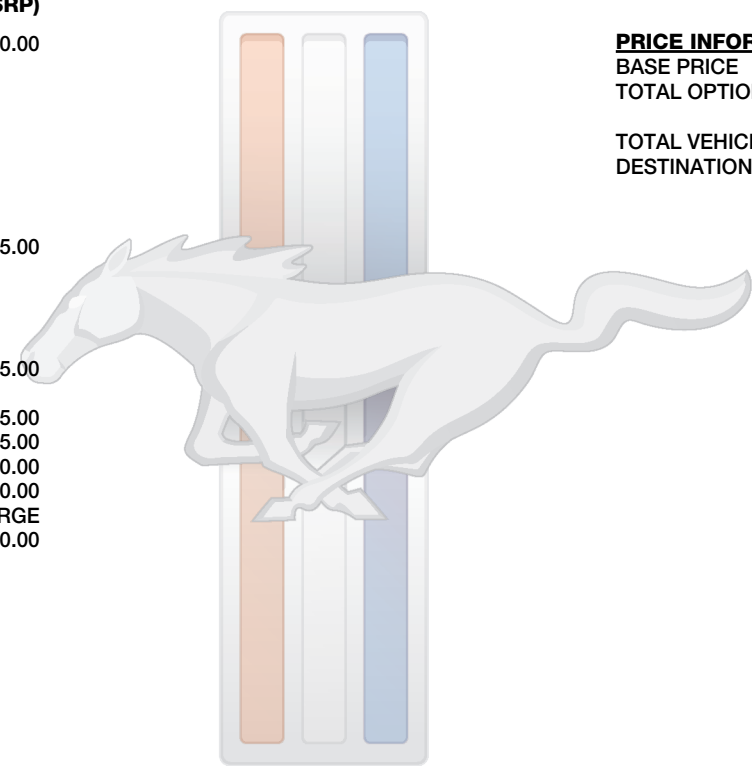 SRP)
0.00
5.00
5.00
5.00
5.00
0.00
0.00
RGE
0.00
PRICE INFOR
BASE PRICE
TOTAL OPTIO
TOTAL VEHICL
DESTINATION